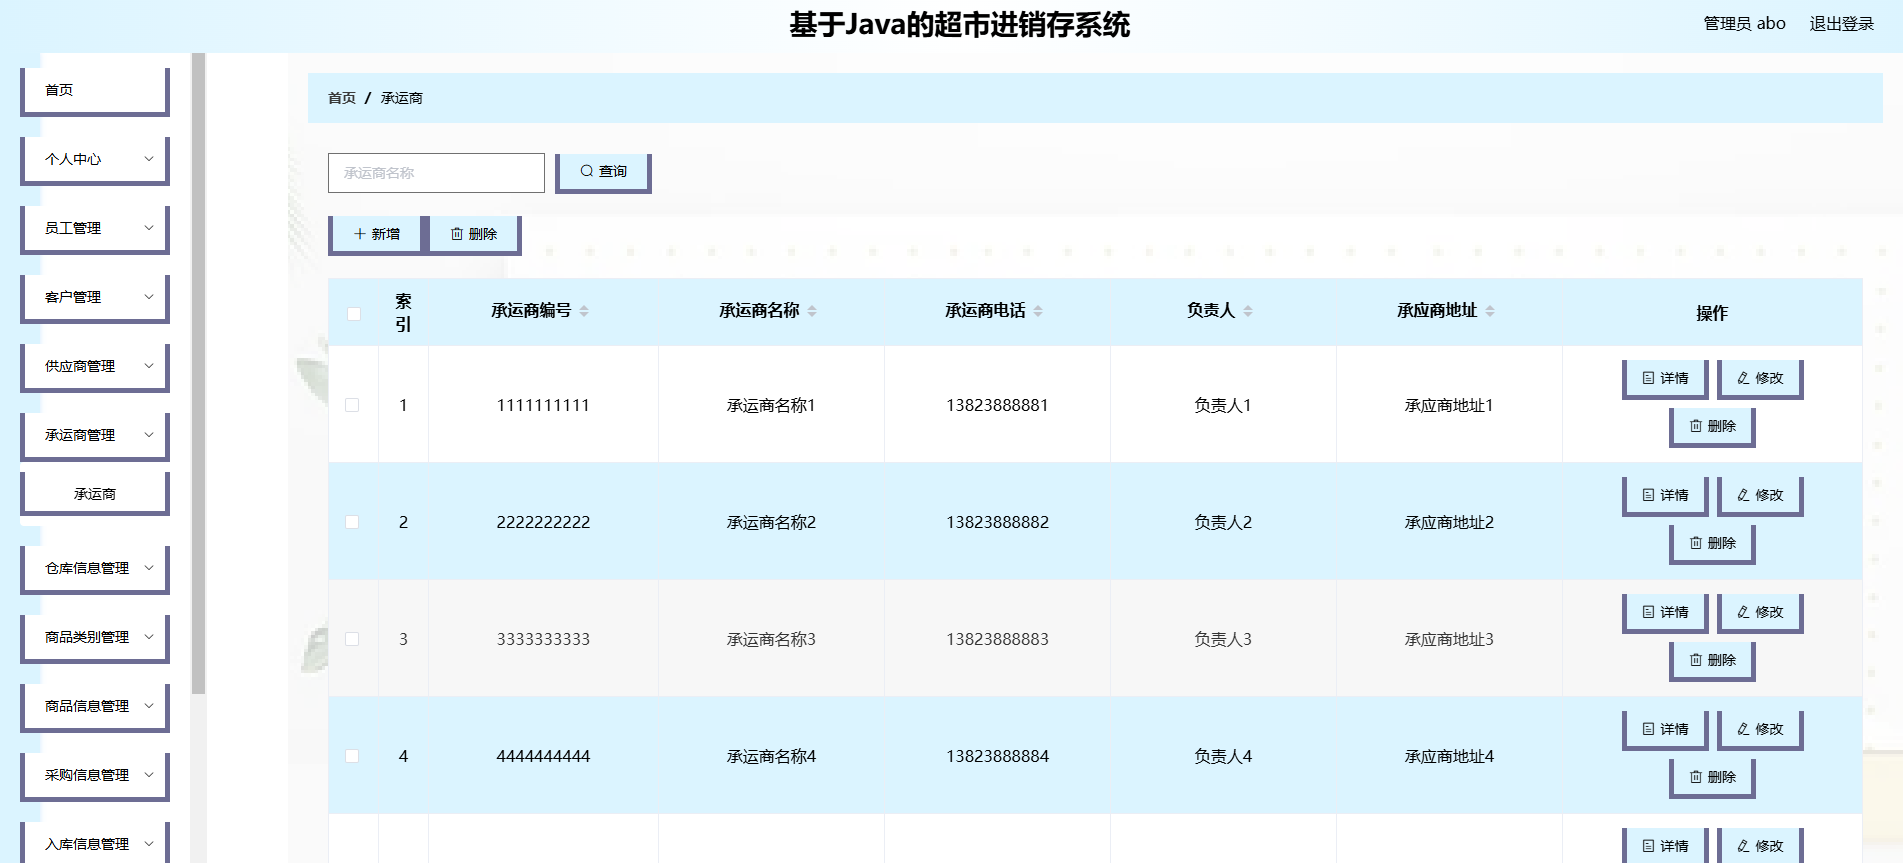 基于Java的超市进销存系统
管理员 abo 退出登录
首页
个人中心
员工管理
客户管理
供应商管理
承运商管理
承运商
仓库信息管理
商品类别管理
商品信息管理
采购信息管理
入库信息管理
首页 / 承运商
承运商名称 查询
新增 删除
索引 承运商编号 承运商名称 承运商电话 负责人 承应商地址 操作
1 1111111111 承运商名称1 13823888881 负责人1 承应商地址1 详情 修改
删除
2 2222222222 承运商名称2 13823888882 负责人2 承应商地址2 详情 修改
删除
3 3333333333 承运商名称3 13823888883 负责人3 承应商地址3 详情 修改
删除
4 4444444444 承运商名称4 13823888884 负责人4 承应商地址4 详情 修改
删除
详情 修改